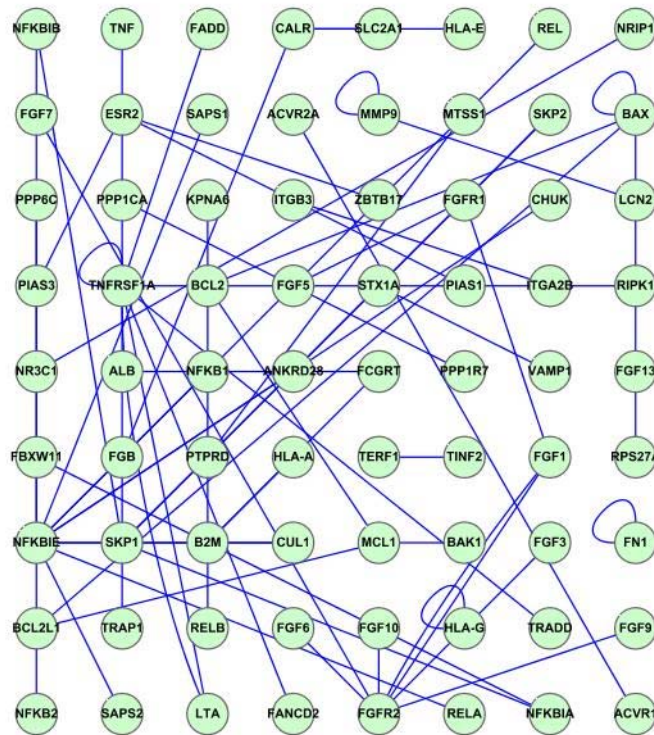 NFKBIB TNF FADD CALR SLC2A1 HLA-E REL NRIP1
FGF7 ESR2 SAPS1 ACVR2A MMP9 MTSS1 SKP2 BAX
PPP6C PPP1CA KPNA6 ITGB3 ZBTB17 FGFR1 CHUK LCN2
PIAS3 TNFRSF1A BCL2 FGF5 STX1A PIAS1 ITGA2B RIPK1
NR3C1 ALB NFKB1 ANKRD28 FCGRT PPP1R7 VAMP1 FGF13
FBXW11 FGB PTPRD HLA-A TERF1 TINF2 FGF1 RPS27A
NFKBIE SKP1 B2M CUL1 MCL1 BAK1 FGF3 FN1
BCL2L1 TRAP1 RELB FGF6 FGF10 HLA-G TRADD FGF9
NFKB2 SAPS2 LTA FANCD2 FGFR2 RELA NFKBIA ACVR1